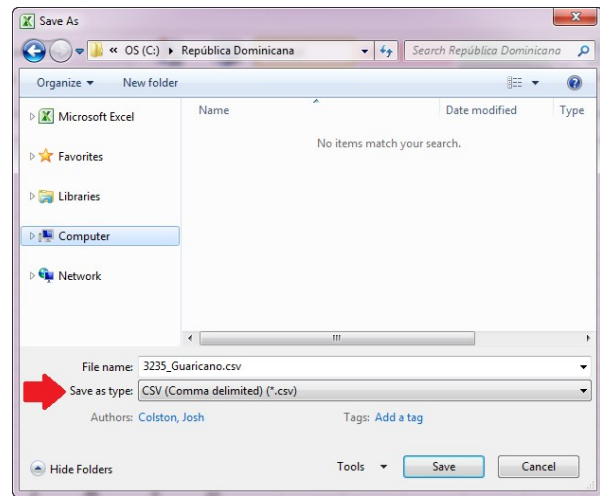 Save As
« OS (C:) ▸ República Dominicana
Search República Dominicana
Organize New folder
Name Date modified Type
Microsoft Excel
No items match your search.
Favorites
Libraries
Computer
Network
File name: 3235_Guaricano.csv
Save as type: CSV (Comma delimited) (*.csv)
Authors: Colston, Josh Tags: Add a tag
Hide Folders Tools Save Cancel